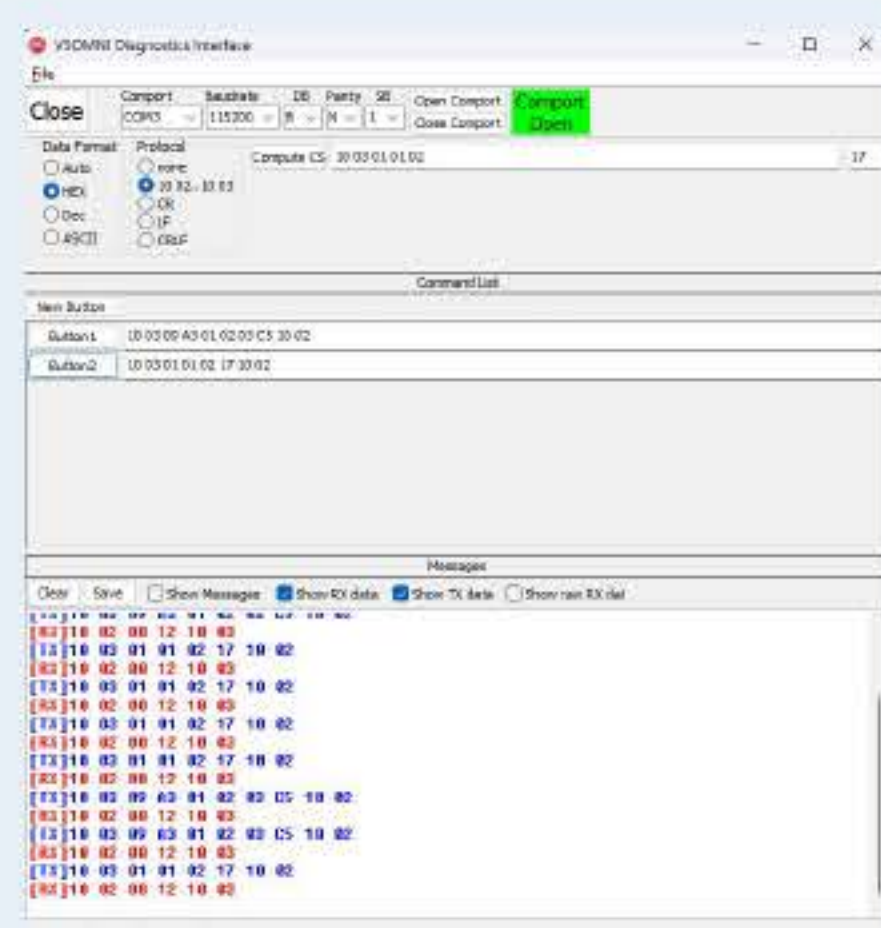 VSOMNI Diagnostics Interface
File
Close
Comport Baudrate DB Parity SB
COM3 115200 8 N 1
Open Comport
Close Comport
Comport Open
Data Format
Auto
HEX
Dec
ASCII
Protocol
none
10 02.. 10 03
CR
LF
CRLF
Compute CS 10 03 01 01 02 17
Command List
New Button
Button1 10 03 09 A3 01 02 03 C5 10 02
Button2 10 03 01 01 02 17 10 02
Messages
Clear Save Show Messages Show RX data Show TX data Show raw RX dat
[RX]10 02 00 12 10 03
[TX]10 03 01 01 02 17 10 02
[RX]10 02 00 12 10 03
[TX]10 03 01 01 02 17 10 02
[RX]10 02 00 12 10 03
[TX]10 03 01 01 02 17 10 02
[RX]10 02 00 12 10 03
[TX]10 03 01 01 02 17 10 02
[RX]10 02 00 12 10 03
[TX]10 03 09 A3 01 02 03 C5 10 02
[RX]10 02 00 12 10 03
[TX]10 03 09 A3 01 02 03 C5 10 02
[RX]10 02 00 12 10 03
[TX]10 03 01 01 02 17 10 02
[RX]10 02 00 12 10 03